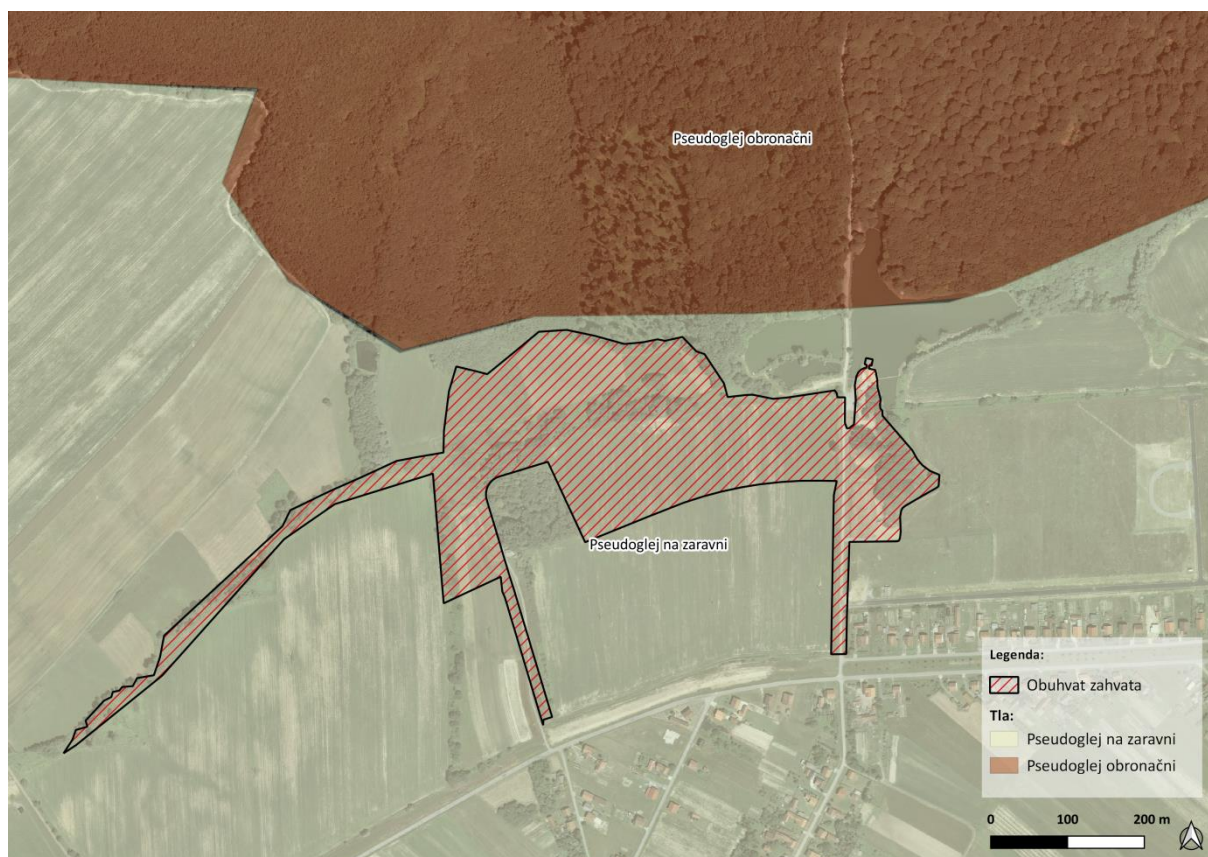 Pseudoglej obronačni
Pseudoglej na zaravni
Legenda:
Obuhvat zahvata
Tla:
Pseudoglej na zaravni
Pseudoglej obronačni
0 100 200 m